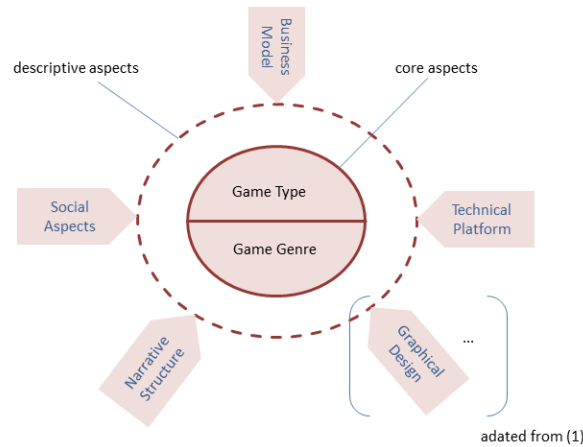 Business
Model
descriptive aspects
core aspects
Game Type
Social
Aspects
Technical
Platform
Game Genre
Narrative
Structure
Graphical
Design
...
adated from (1)